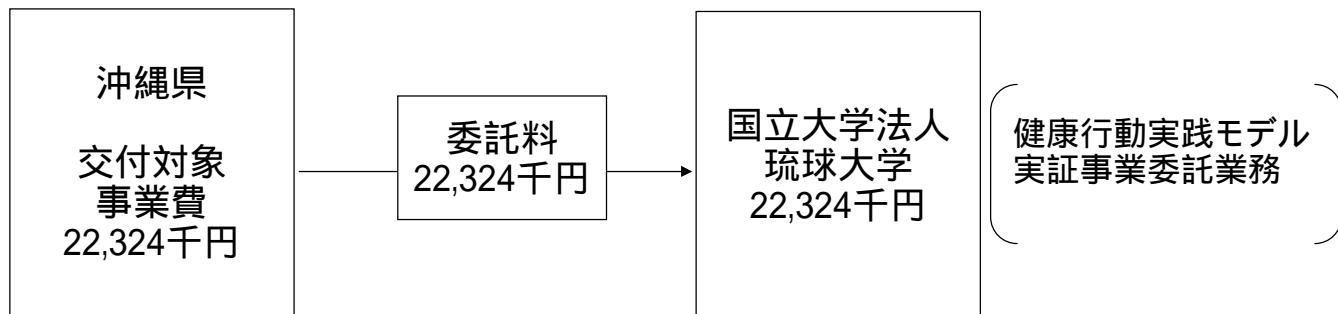 沖縄県
交付対象
事業費
22,324千円
委託料
22,324千円
国立大学法人
琉球大学
22,324千円
健康行動実践モデル
実証事業委託業務